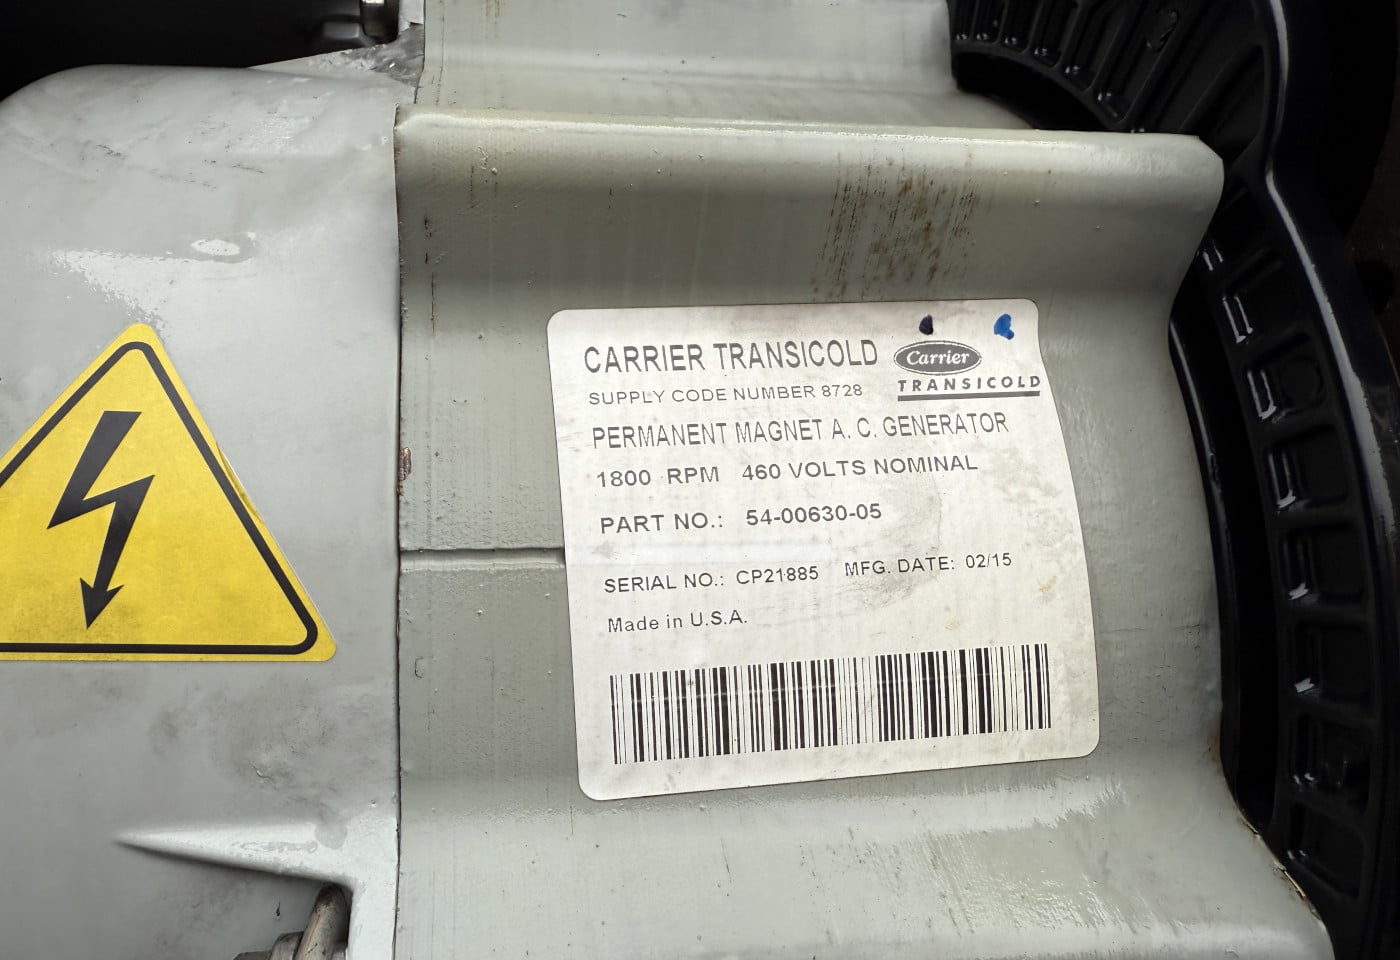 CARRIER TRANSICOLD
Carrier
TRANSICOLD
SUPPLY CODE NUMBER 8728
PERMANENT MAGNET A. C. GENERATOR
1800 RPM 460 VOLTS NOMINAL
PART NO.: 54-00630-05
SERIAL NO.: CP21885 MFG. DATE: 02/15
Made in U.S.A.